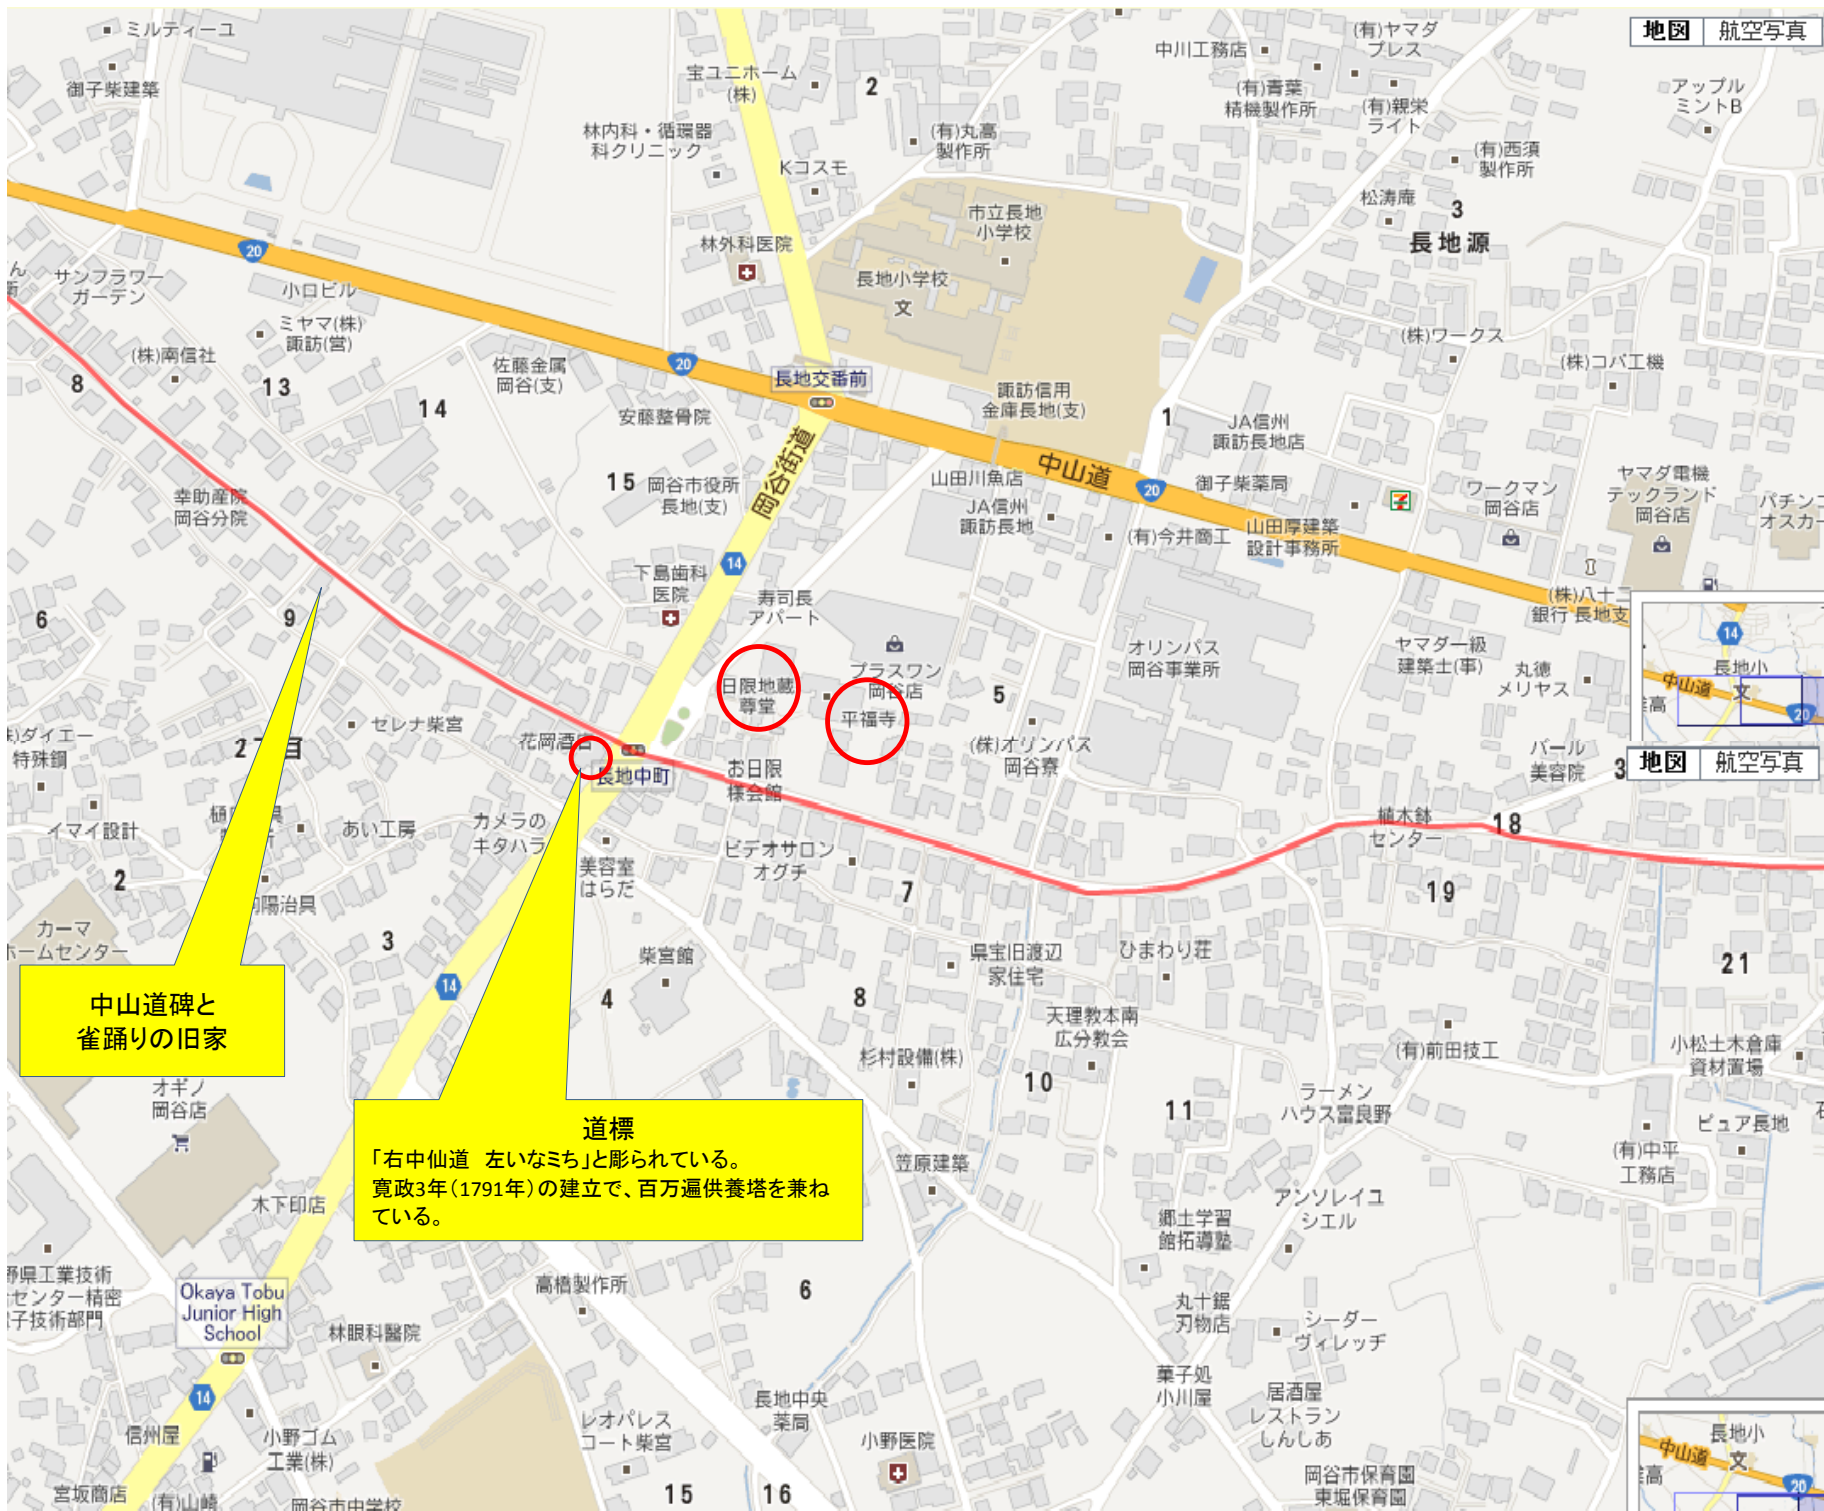 ミルティーユ
御子柴建築
宝ユニホーム
(株)
2
中川工務店
(有)ヤマダ
プレス
地図
航空写真
(有)青葉
精機製作所
(有)親栄
ライト
アップル
ミントB
林内科・循環器
科クリニック
(有)丸高
製作所
Kコスモ
(有)西須
製作所
松涛庵
3
長地源
市立長地
小学校
林外科医院
長地小学校
文
20
サンフラワー
ガーデン
小口ビル
ミヤマ(株)
諏訪(営)
(株)南信社
8
13
14
佐藤金属
岡谷(支)
20
長地交番前
安藤整骨院
諏訪信用
金庫長地(支)
(株)ワークス
(株)コバ工機
1
JA信州
諏訪長地店
15
岡谷市役所
長地(支)
岡谷街道
中山道
20
山田川魚店
JA信州
諏訪長地
御子柴薬局
ワークマン
岡谷店
ヤマダ電機
テックランド
岡谷店
パチンコ
オスカー
幸助産院
岡谷分院
(有)今井商工
山田厚建築
設計事務所
14
下島歯科
医院
寿司長
アパート
(株)八十二
銀行 長地支
6
9
プラスワン
岡谷店
オリンパス
岡谷事業所
ヤマダ一級
建築士(事)
丸徳
メリヤス
14
長地小
中山道
文
20
高
日限地蔵
尊堂
平福寺
5
セレナ柴宮
花岡酒店
長地中町
(株)オリンパス
岡谷寮
お日限
様会館
パール
美容院
3
地図
航空写真
ダイエー
特殊鋼
イマイ設計
あい工房
カメラの
キタハラ
美容室
はらだ
ビデオサロン
オグチ
植木鉢
センター
18
2
7
19
カーマ
ホームセンター
3
柴宮館
県宝旧渡辺
家住宅
ひまわり荘
21
14
4
8
中山道碑と
雀踊りの旧家
天理教本南
広分教会
杉村設備(株)
10
(有)前田技工
小松土木倉庫
資材置場
オギノ
岡谷店
11
ラーメン
ハウス富良野
ピュア長地
道標
「右中仙道 左いなミち」と彫られている。
寛政3年(1791年)の建立で、百万遍供養塔を兼ね
ている。
笠原建築
(有)中平
工務店
木下印店
アンソレイユ
シエル
郷土学習
館拓導塾
県工業技術
センター精密
子技術部門
Okaya Tobu
Junior High
School
高橋製作所
6
林眼科醫院
丸十鋸
刃物店
シーダー
ヴィレッヂ
菓子処
小川屋
14
信州屋
小野ゴム
工業(株)
レオパレス
コート柴宮
長地中央
薬局
小野医院
居酒屋
レストラン
しんしあ
長地小
中山道
文
高
20
宮坂商店
(有)山崎
岡谷市中学校
15
16
岡谷市保育園
東堀保育園